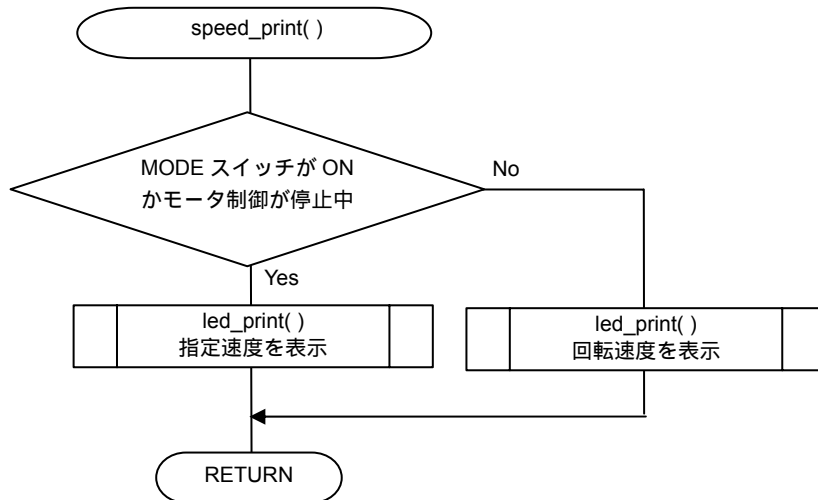 speed_print( )
MODE スイッチが ON
かモータ制御が停止中
No
Yes
led_print( )
指定速度を表示
led_print( )
回転速度を表示
RETURN